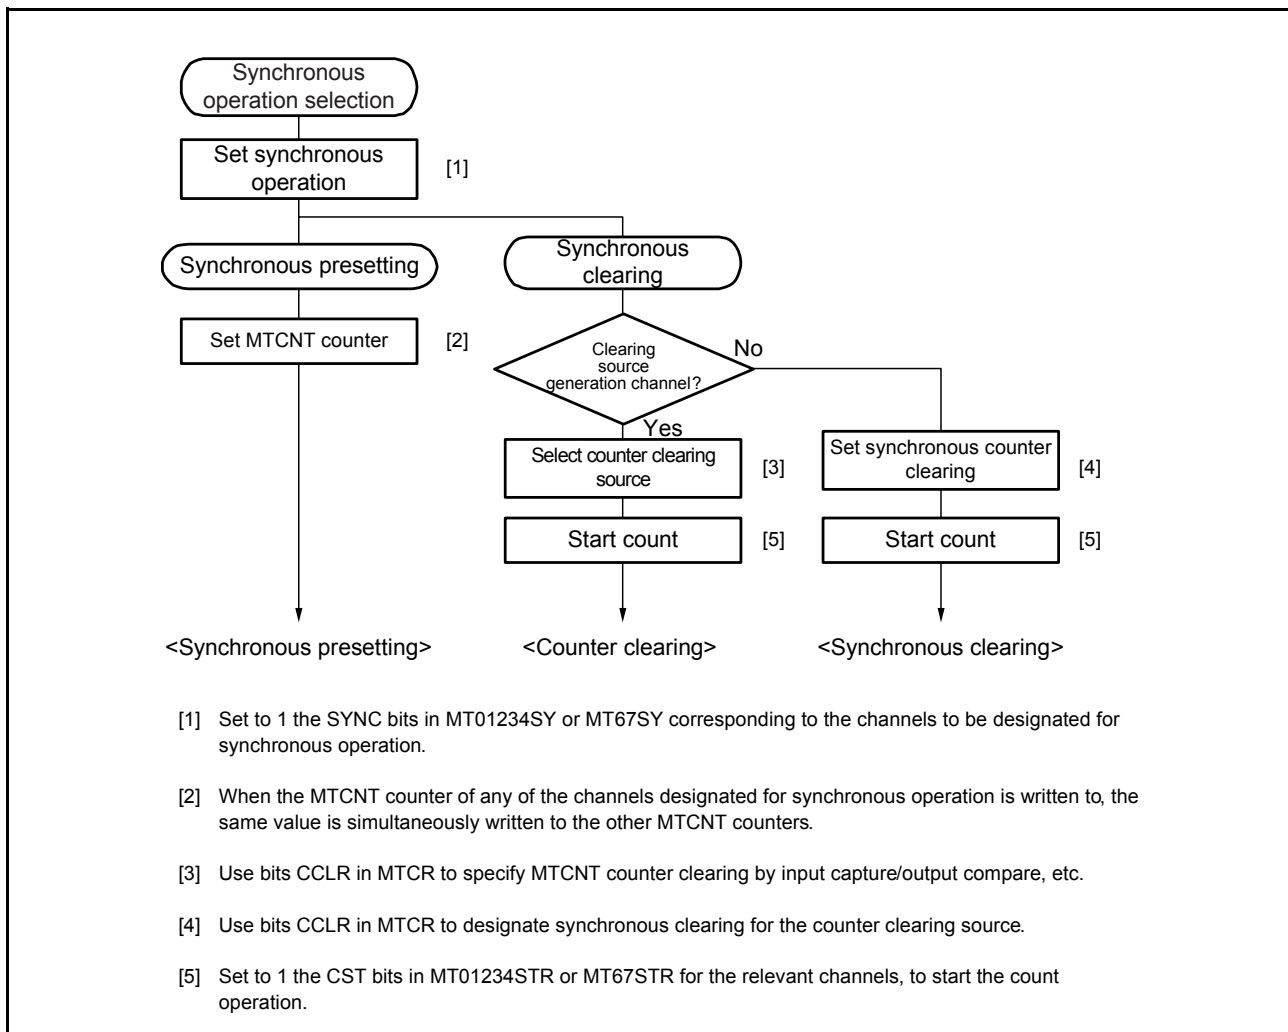 Synchronous
operation selection
Set synchronous
operation
[1]
Synchronous presetting
Synchronous
clearing
Set MTCNT counter
[2]
Clearing
source
generation channel?
No
Yes
Select counter clearing
source
[3]
Set synchronous counter
clearing
[4]
Start count
[5]
Start count
[5]
<Synchronous presetting>
<Counter clearing>
<Synchronous clearing>
[1] Set to 1 the SYNC bits in MT01234SY or MT67SY corresponding to the channels to be designated for
synchronous operation.
[2] When the MTCNT counter of any of the channels designated for synchronous operation is written to, the
same value is simultaneously written to the other MTCNT counters.
[3] Use bits CCLR in MTCR to specify MTCNT counter clearing by input capture/output compare, etc.
[4] Use bits CCLR in MTCR to designate synchronous clearing for the counter clearing source.
[5] Set to 1 the CST bits in MT01234STR or MT67STR for the relevant channels, to start the count
operation.